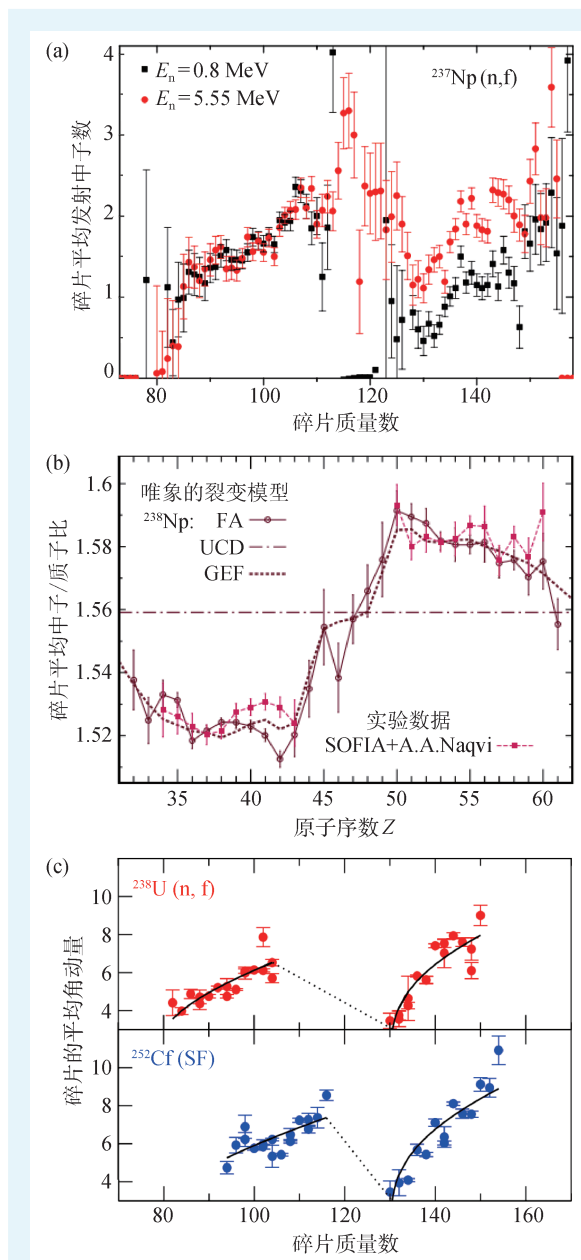 (a)
4
3
2
1
0
碎片平均发射中子数
E_n=0.8 MeV
E_n=5.55 MeV
²³⁷Np (n,f)
80 100 120 140
碎片质量数
(b)
1.6
1.58
1.56
1.54
1.52
碎片平均中子/质子比
唯象的裂变模型
²³⁸Np: FA
UCD
GEF
实验数据
SOFIA+A.A.Naqvi
35 40 45 50 55 60
原子序数Z
(c)
碎片的平均角动量
²³⁸U (n, f)
10
8
6
4
²⁵²Cf (SF)
10
8
6
4
80 100 120 140 160
碎片质量数